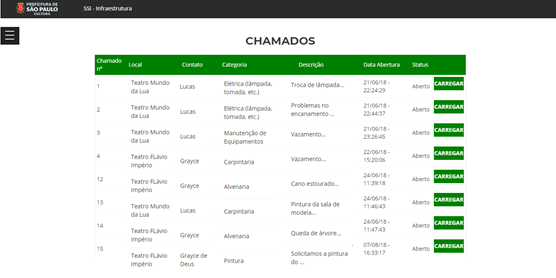 PREFEITURA DE
SÃO PAULO
CULTURA
SSI - Infraestrutura
CHAMADOS
Chamado nº Local Contato Categoria Descrição Data Abertura Status
1 Teatro Mundo da Lua Lucas Elétrica (lâmpada, tomada, etc,) Troca de lâmpada... 21/06/18 - 22:24:29 Aberto CARREGAR
2 Teatro Mundo da Lua Lucas Elétrica (lâmpada, tomada, etc,) Problemas no encanamento ... 21/06/18 - 22:44:37 Aberto CARREGAR
3 Teatro Mundo da Lua Lucas Manutenção de Equipamentos Vazamento... 21/06/18 - 23:26:45 Aberto CARREGAR
4 Teatro FLávio Império Grayce Carpintaria Vazamento... 22/06/18 - 15:20:06 Aberto CARREGAR
12 Teatro FLávio Império Grayce Alvenaria Cano estourado... 24/06/18 - 11:39:18 Aberto CARREGAR
13 Teatro Mundo da Lua Lucas Carpintaria Pintura da sala de modela... 24/06/18 - 11:46:43 Aberto CARREGAR
14 Teatro FLávio Império Grayce Alvenaria Queda de árvore... 24/06/18 - 11:47:43 Aberto CARREGAR
15 Teatro FLávio Império Grayce de Deus Pintura Solicitamos a pintura do ... 07/08/18 - 16:33:17 Aberto CARREGAR